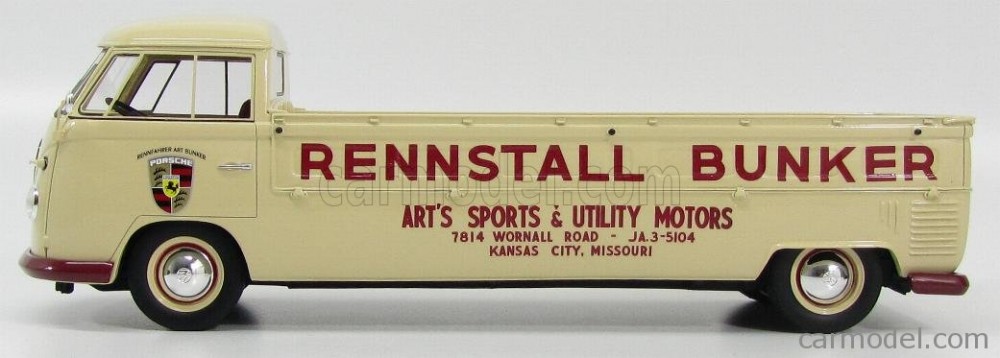 RENNFAHRER ART BUNKER
PORSCHE
RENNSTALL BUNKER
carmodel.com
ART'S SPORTS & UTILITY MOTORS
7814 WORNALL ROAD - JA.3-5104
KANSAS CITY, MISSOURI
carmodel.com